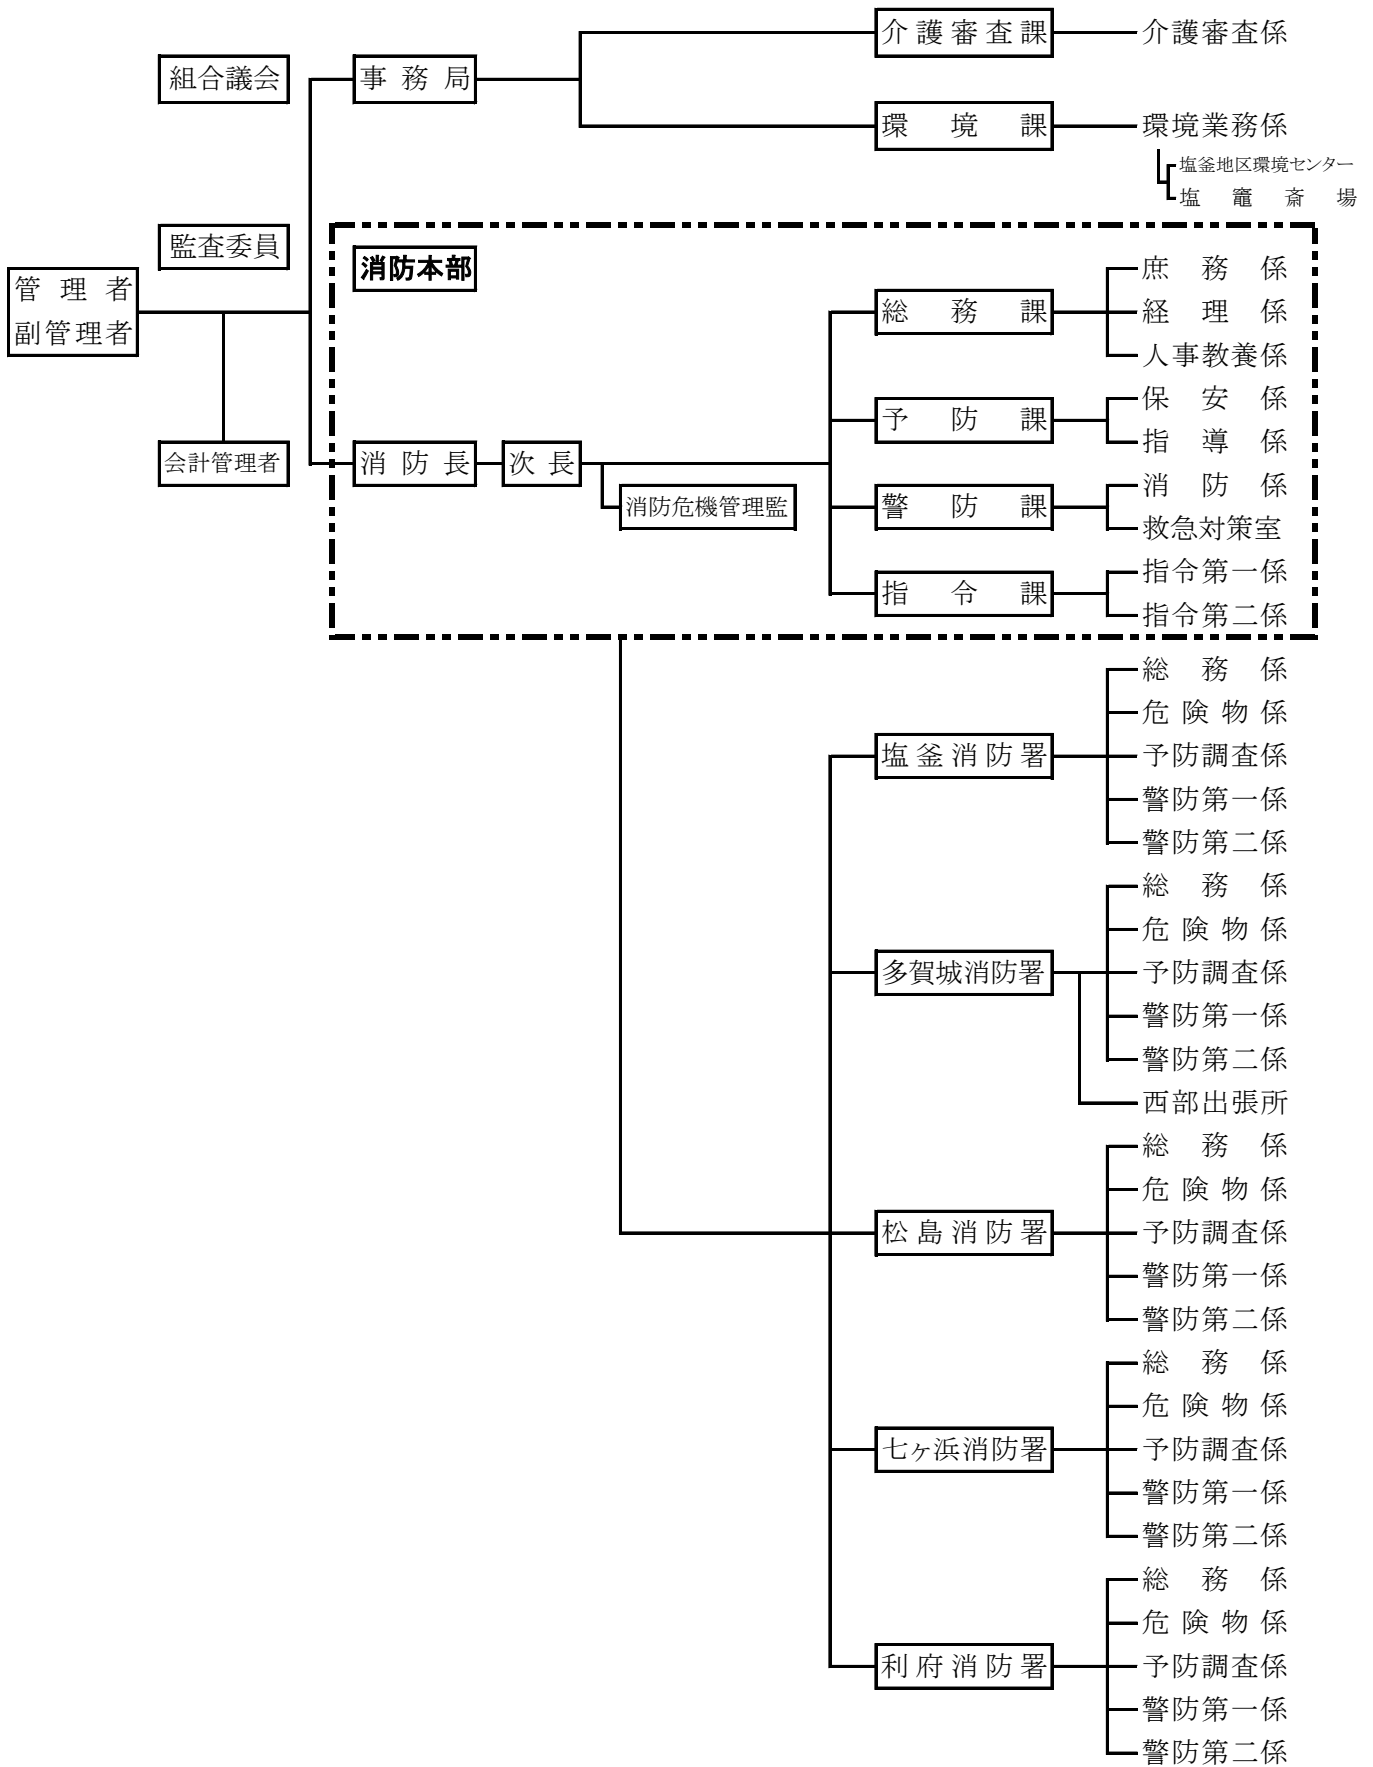 介護審査課
介護審査係
組合議会
事務局
環境課
環境業務係
塩釜地区環境センター
塩竈斎場
監査委員
消防本部
管理者
副管理者
総務課
庶務係
経理係
人事教養係
予防課
保安係
指導係
会計管理者
消防長
次長
消防危機管理監
警防課
消防係
救急対策室
指令課
指令第一係
指令第二係
塩釜消防署
総務係
危険物係
予防調査係
警防第一係
警防第二係
多賀城消防署
総務係
危険物係
予防調査係
警防第一係
警防第二係
西部出張所
松島消防署
総務係
危険物係
予防調査係
警防第一係
警防第二係
七ヶ浜消防署
総務係
危険物係
予防調査係
警防第一係
警防第二係
利府消防署
総務係
危険物係
予防調査係
警防第一係
警防第二係